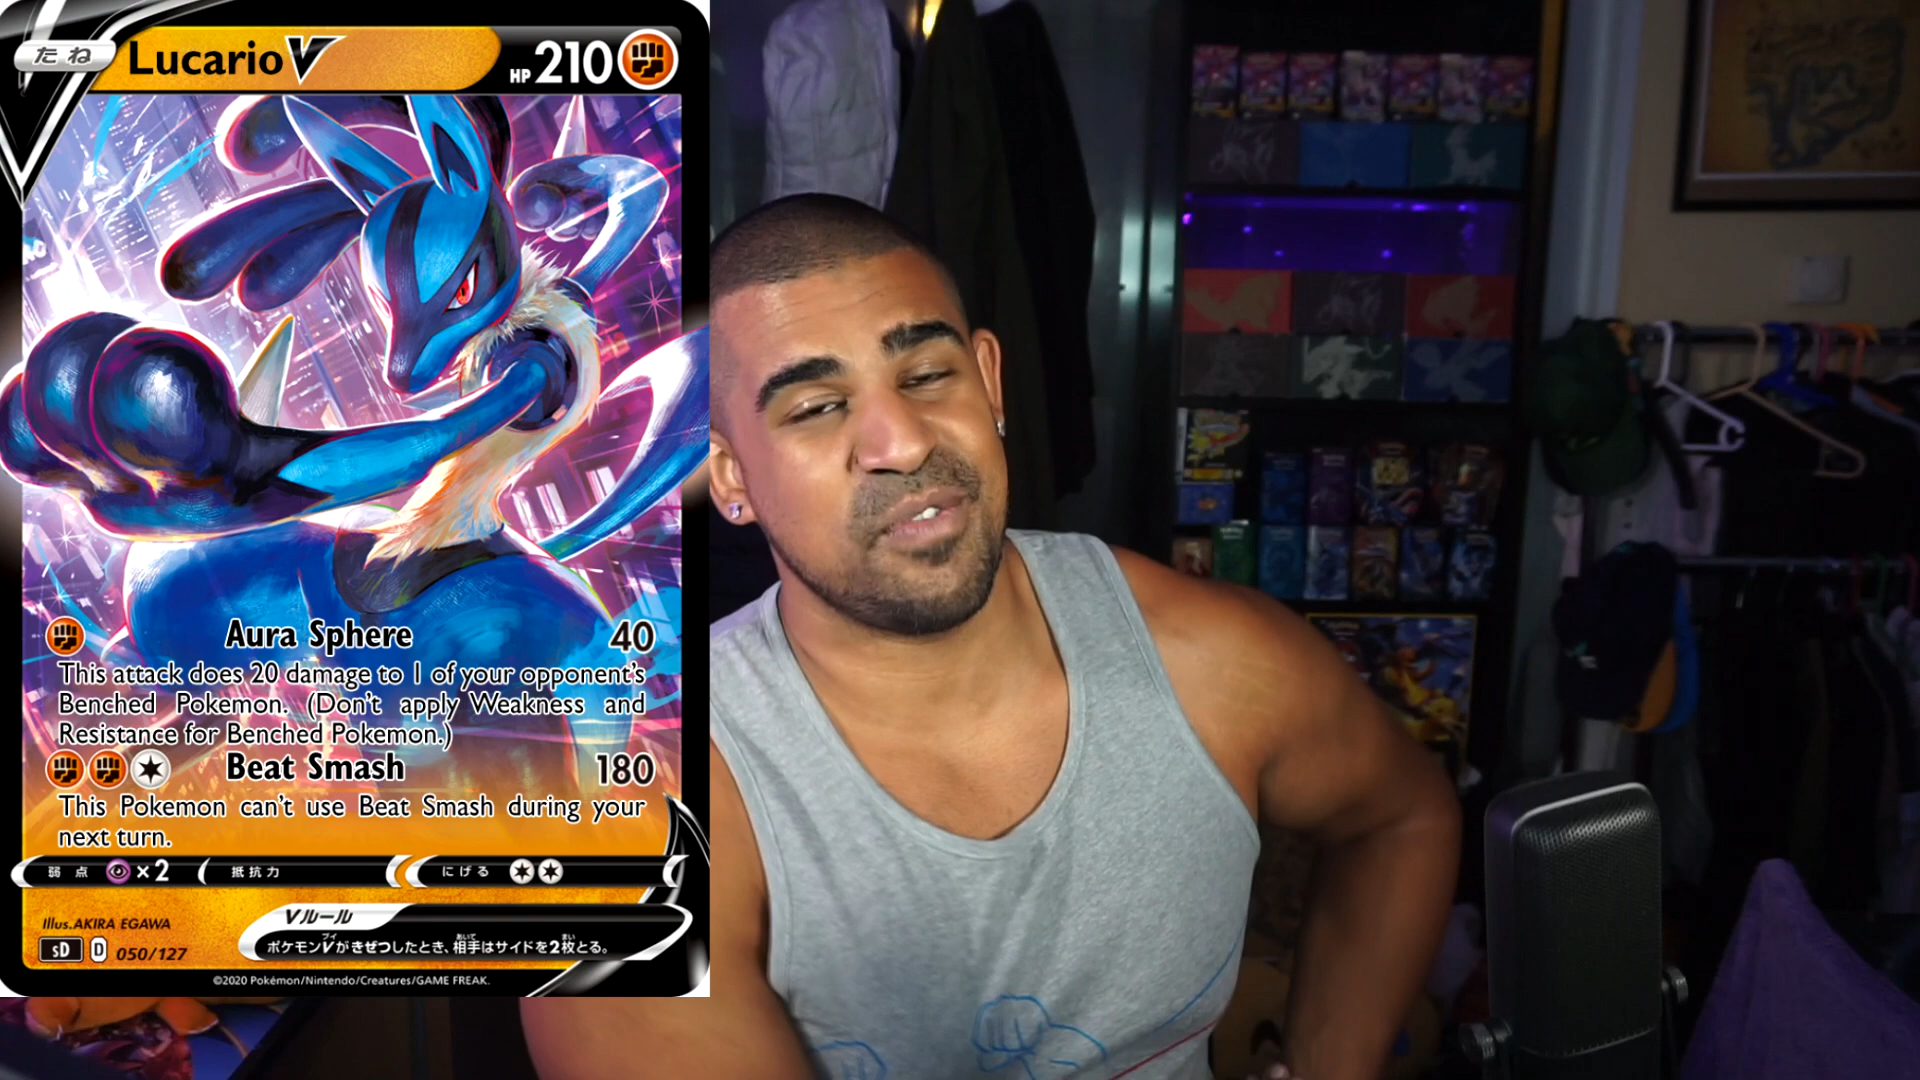 たね Lucario V HP 210
Aura Sphere 40
This attack does 20 damage to 1 of your opponent's
Benched Pokemon. (Don't apply Weakness and
Resistance for Benched Pokemon.)
Beat Smash 180
This Pokemon can't use Beat Smash during your
next turn.
弱点 ×2 抵抗力 にげる
Illus. AKIRA EGAWA
Vルール
sD D 050/127
ポケモンVがきぜつしたとき、相手はサイドを2枚とる。
©2020 Pokémon/Nintendo/Creatures/GAME FREAK.